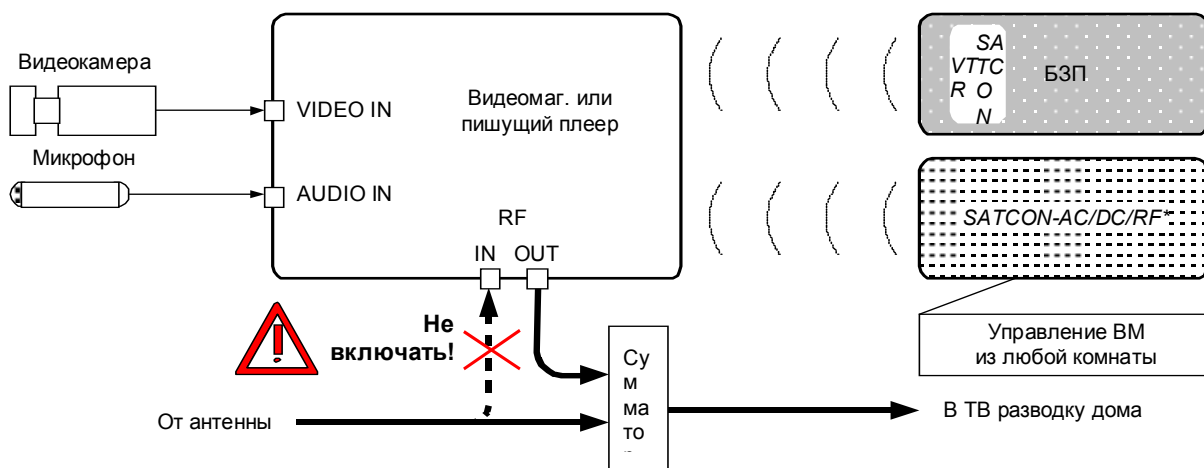 Видеокамера
VIDEO IN
Микрофон
AUDIO IN
Видеомаг. или
пишущий плеер
RF
IN OUT
SA
VTTC
R O
N
БЗП
SATCON-AC/DC/RF*
Управление ВМ
из любой комнаты
Не
включать!
Су
м
ма
то
От антенны
В ТВ разводку дома